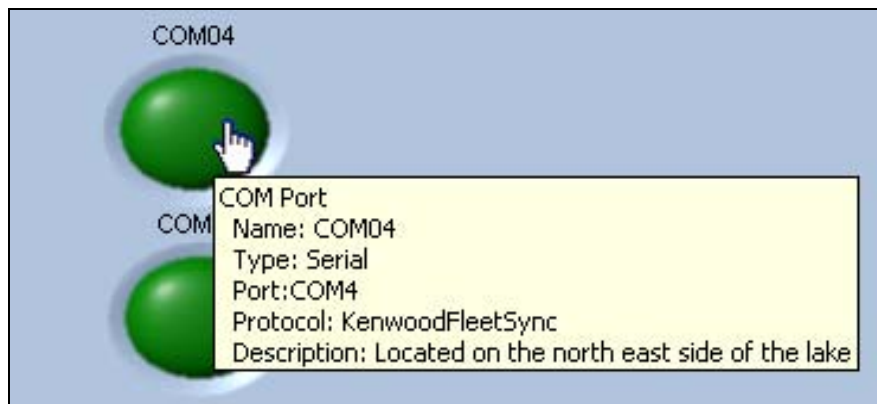 COM04
COM Port
COM
Name: COM04
Type: Serial
Port:COM4
Protocol: KenwoodFleetSync
Description: Located on the north east side of the lake